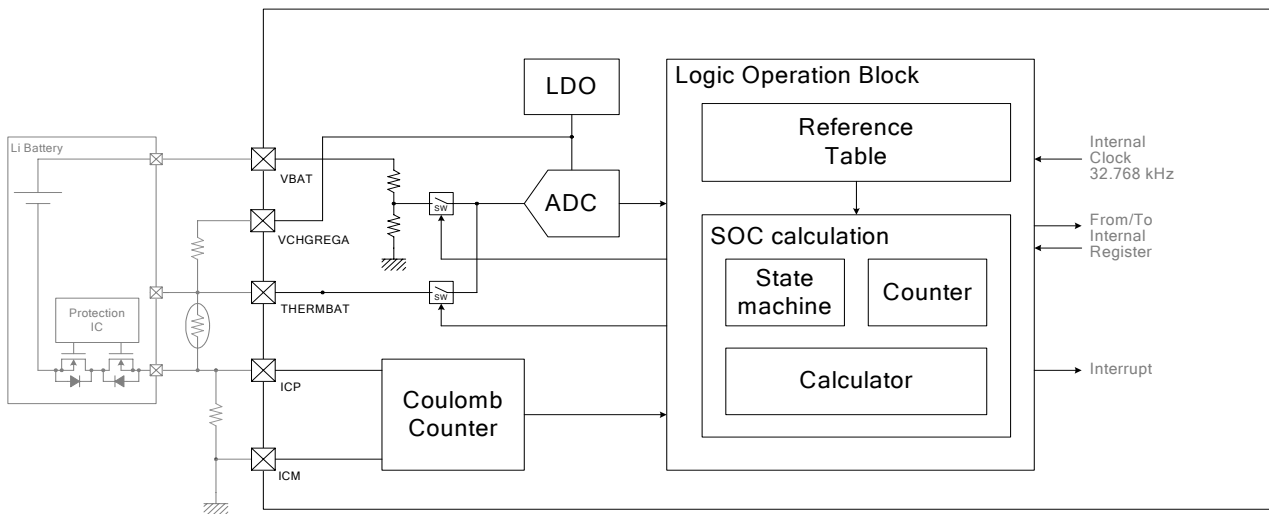 LDO
Logic Operation Block
Reference
Table
Li Battery
VBAT
Internal
Clock
32.768 kHz
SW
ADC
VCHGREGA
SOC calculation
From/To
Internal
Register
State
machine
Counter
THERMBAT
SW
Protection
IC
ICP
Coulomb
Counter
Calculator
Interrupt
ICM